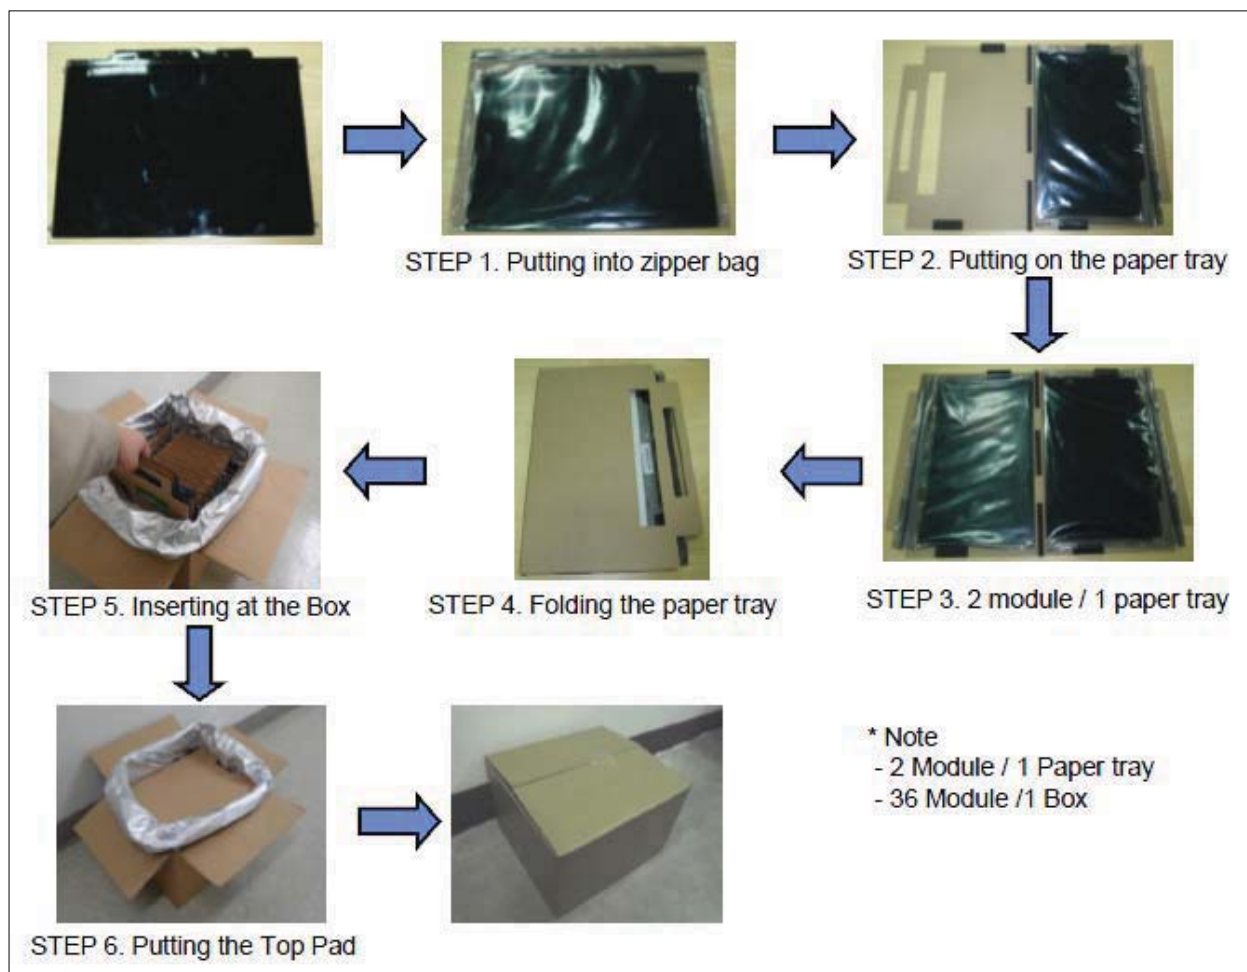 STEP 1. Putting into zipper bag
STEP 2. Putting on the paper tray
STEP 3. 2 module / 1 paper tray
STEP 4. Folding the paper tray
STEP 5. Inserting at the Box
STEP 6. Putting the Top Pad
* Note
- 2 Module / 1 Paper tray
- 36 Module /1 Box